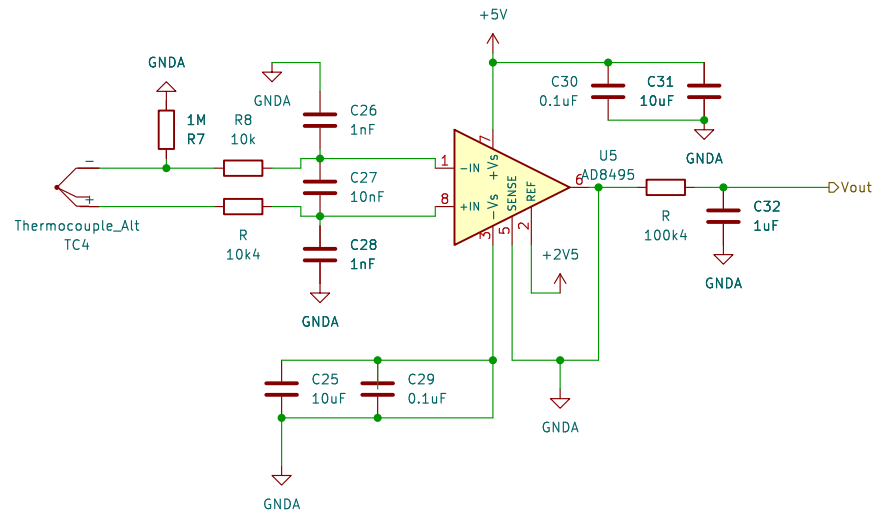 +5V
GNDA
GNDA
C30
0.1uF
C31
10uF
1M
R7
R8
10k
C26
1nF
GNDA
7
U5
AD8495
-
1
-IN
+Vs
C27
10nF
6
Vout
+
8
+IN
-Vs
SENSE
REF
R
100k4
C32
1uF
Thermocouple_Alt
TC4
R
10k4
C28
1nF
3
5
2
+2V5
GNDA
GNDA
C25
10uF
C29
0.1uF
GNDA
GNDA